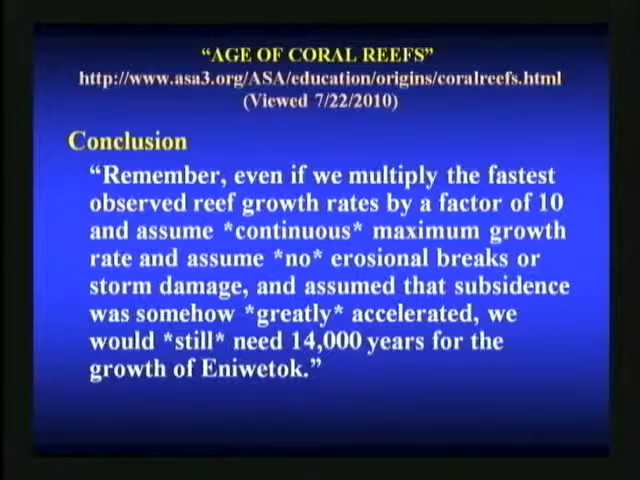 “AGE OF CORAL REEFS”
http://www.asa3.org/ASA/education/origins/coralreefs.html
(Viewed 7/22/2010)
Conclusion
“Remember, even if we multiply the fastest
observed reef growth rates by a factor of 10
and assume *continuous* maximum growth
rate and assume *no* erosional breaks or
storm damage, and assumed that subsidence
was somehow *greatly* accelerated, we
would *still* need 14,000 years for the
growth of Eniwetok.”